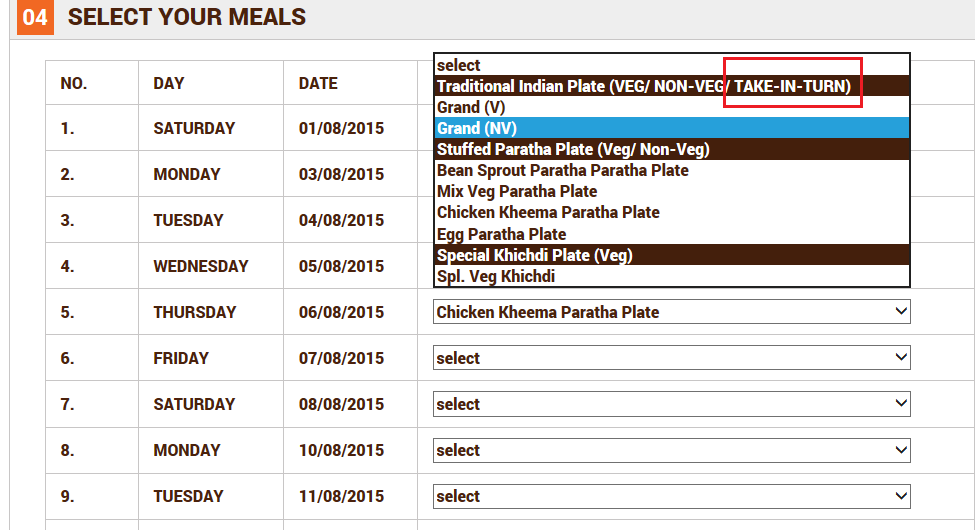 04 SELECT YOUR MEALS
NO. DAY DATE
select
Traditional Indian Plate (VEG/ NON-VEG/ TAKE-IN-TURN)
Grand (V)
1. SATURDAY 01/08/2015 Grand (NV)
Stuffed Paratha Plate (Veg/ Non-Veg)
2. MONDAY 03/08/2015 Bean Sprout Paratha Paratha Plate
Mix Veg Paratha Plate
3. TUESDAY 04/08/2015 Chicken Kheema Paratha Plate
Egg Paratha Plate
4. WEDNESDAY 05/08/2015 Special Khichdi Plate (Veg)
Spl. Veg Khichdi
5. THURSDAY 06/08/2015 Chicken Kheema Paratha Plate
6. FRIDAY 07/08/2015 select
7. SATURDAY 08/08/2015 select
8. MONDAY 10/08/2015 select
9. TUESDAY 11/08/2015 select